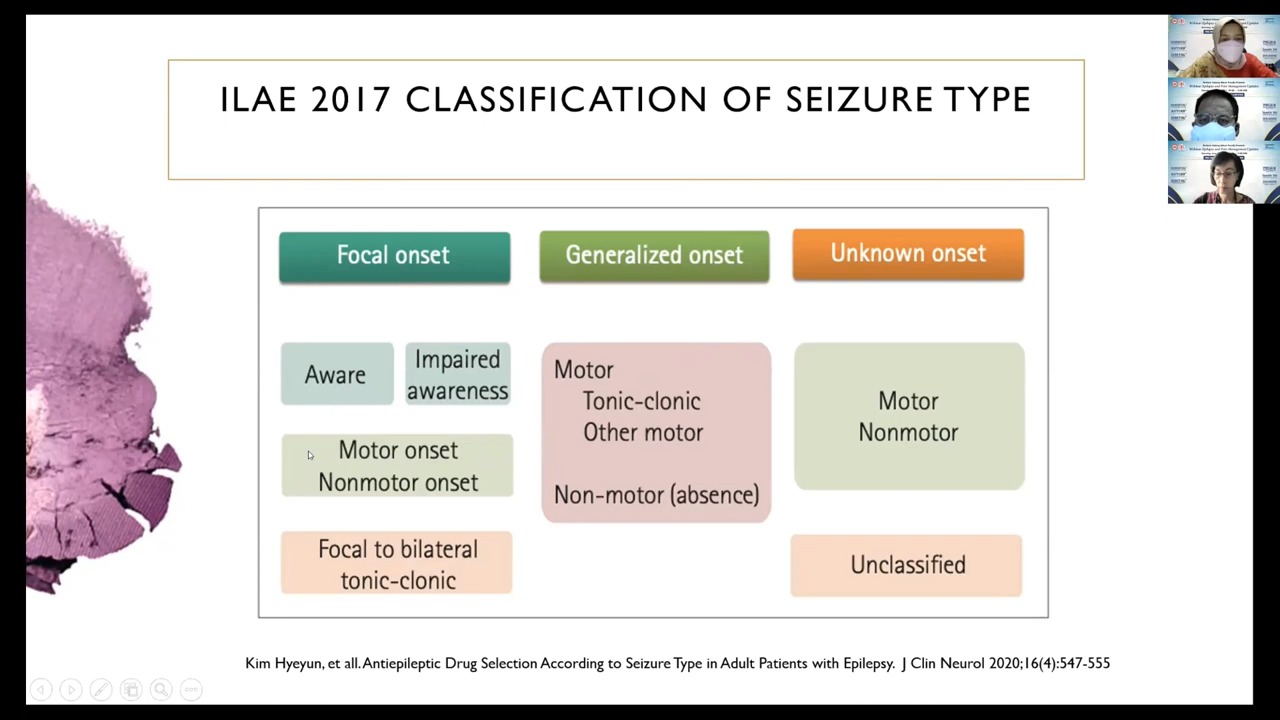 ILAE 2017 CLASSIFICATION OF SEIZURE TYPE
Focal onset
Generalized onset
Unknown onset
Aware
Impaired
awareness
Motor onset
Nonmotor onset
Focal to bilateral
tonic-clonic
Motor
Tonic-clonic
Other motor
Non-motor (absence)
Motor
Nonmotor
Unclassified
Kim Hyeyun, et all. Antiepileptic Drug Selection According to Seizure Type in Adult Patients with Epilepsy. J Clin Neurol 2020;16(4):547-555